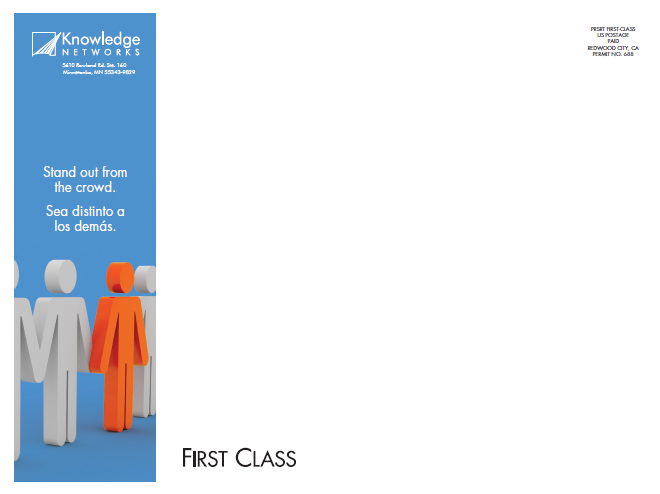 Knowledge
NETWORKS
5610 Rowland Rd. Ste. 160
Minnetonka, MN 55343-9829
Stand out from
the crowd.
Sea distinto a
los demás.
PRSRT FIRST-CLASS
US POSTAGE
PAID
REDWOOD CITY, CA
PERMIT NO. 688
FIRST CLASS